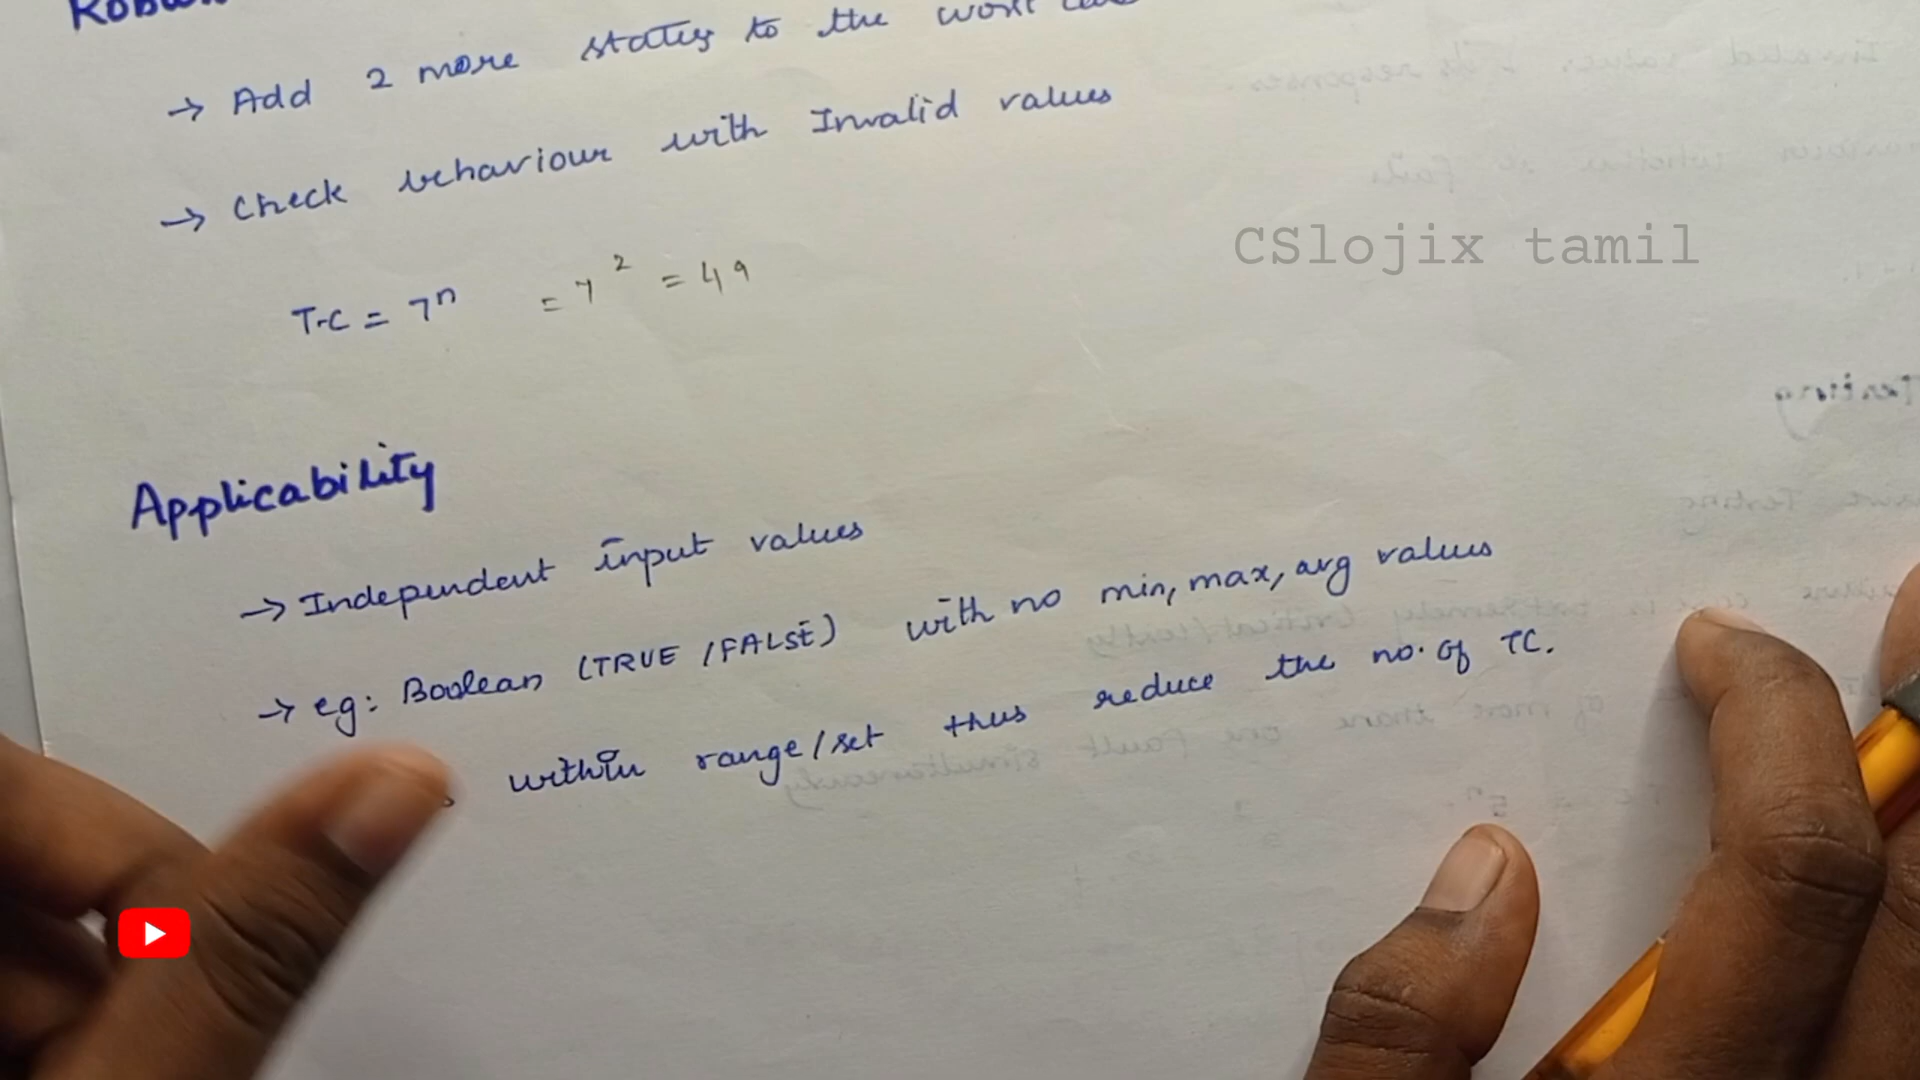 → Add 2 more states to the worst
→ Check behaviour with Invalid values
CSlojix tamil
T.C = 7ⁿ = 7² = 49
Applicability
→ Independent input values
→ eg: Boolean (TRUE / FALSE) with no min, max, avg values
within range/set thus reduce the no. of TC.